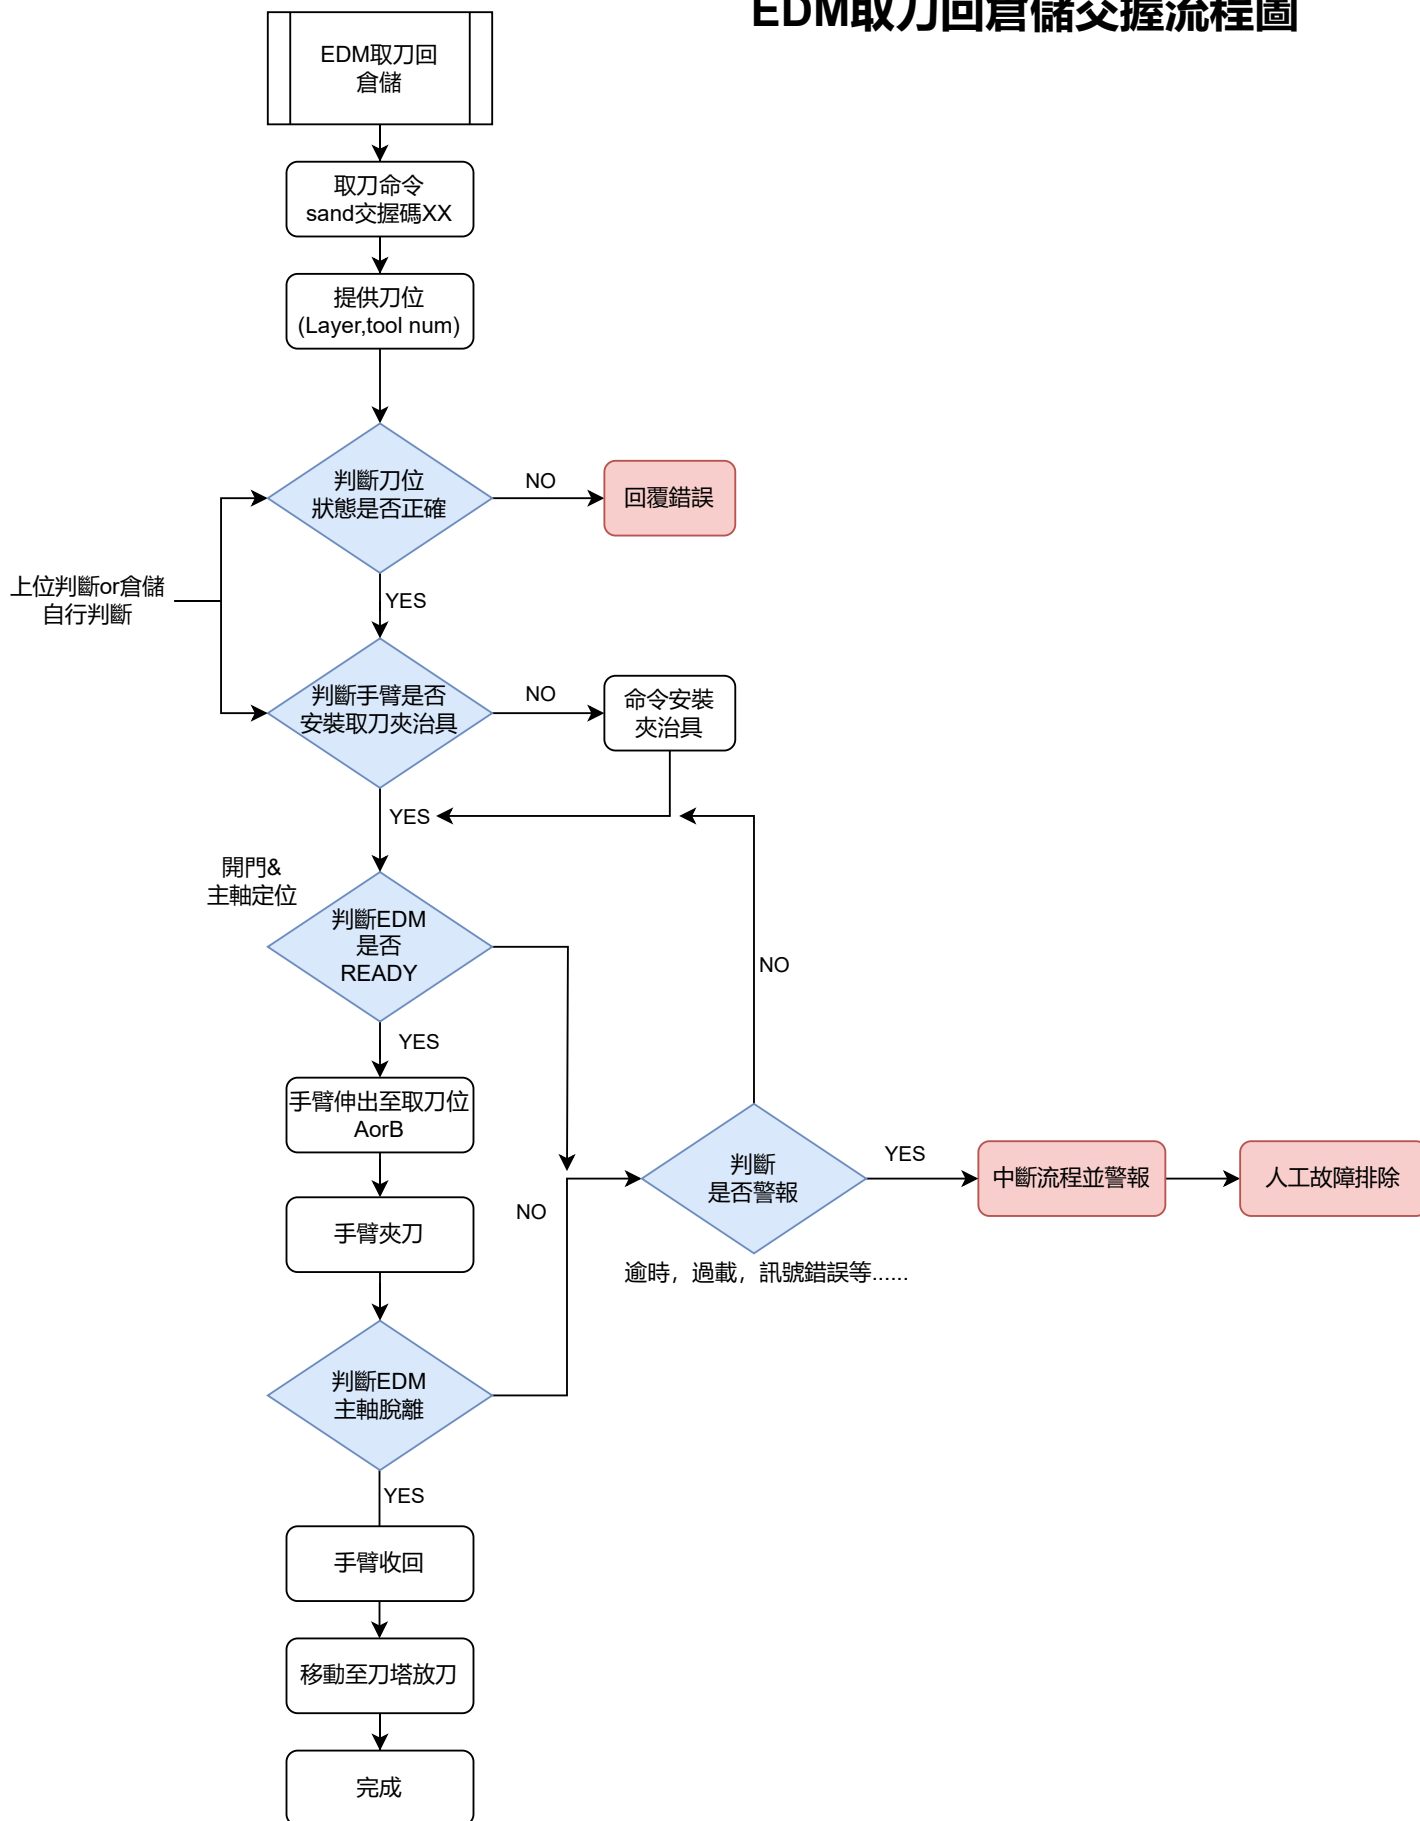 EDM取刀回倉儲交握流程圖
EDM取刀回
倉儲
取刀命令
sand交握碼XX
提供刀位
(Layer,tool num)
判斷刀位
狀態是否正確
NO
回覆錯誤
上位判斷or倉儲
自行判斷
YES
判斷手臂是否
安裝取刀夾治具
NO
命令安裝
夾治具
YES
開門&
主軸定位
判斷EDM
是否
READY
NO
YES
手臂伸出至取刀位
AorB
手臂夾刀
NO
判斷
是否警報
YES
中斷流程並警報
人工故障排除
逾時，過載，訊號錯誤等......
判斷EDM
主軸脫離
YES
手臂收回
移動至刀塔放刀
完成